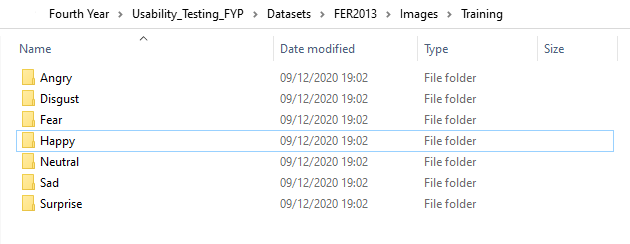 Fourth Year > Usability_Testing_FYP > Datasets > FER2013 > Images > Training
Name Date modified Type Size
Angry 09/12/2020 19:02 File folder
Disgust 09/12/2020 19:02 File folder
Fear 09/12/2020 19:02 File folder
Happy 09/12/2020 19:02 File folder
Neutral 09/12/2020 19:02 File folder
Sad 09/12/2020 19:02 File folder
Surprise 09/12/2020 19:02 File folder